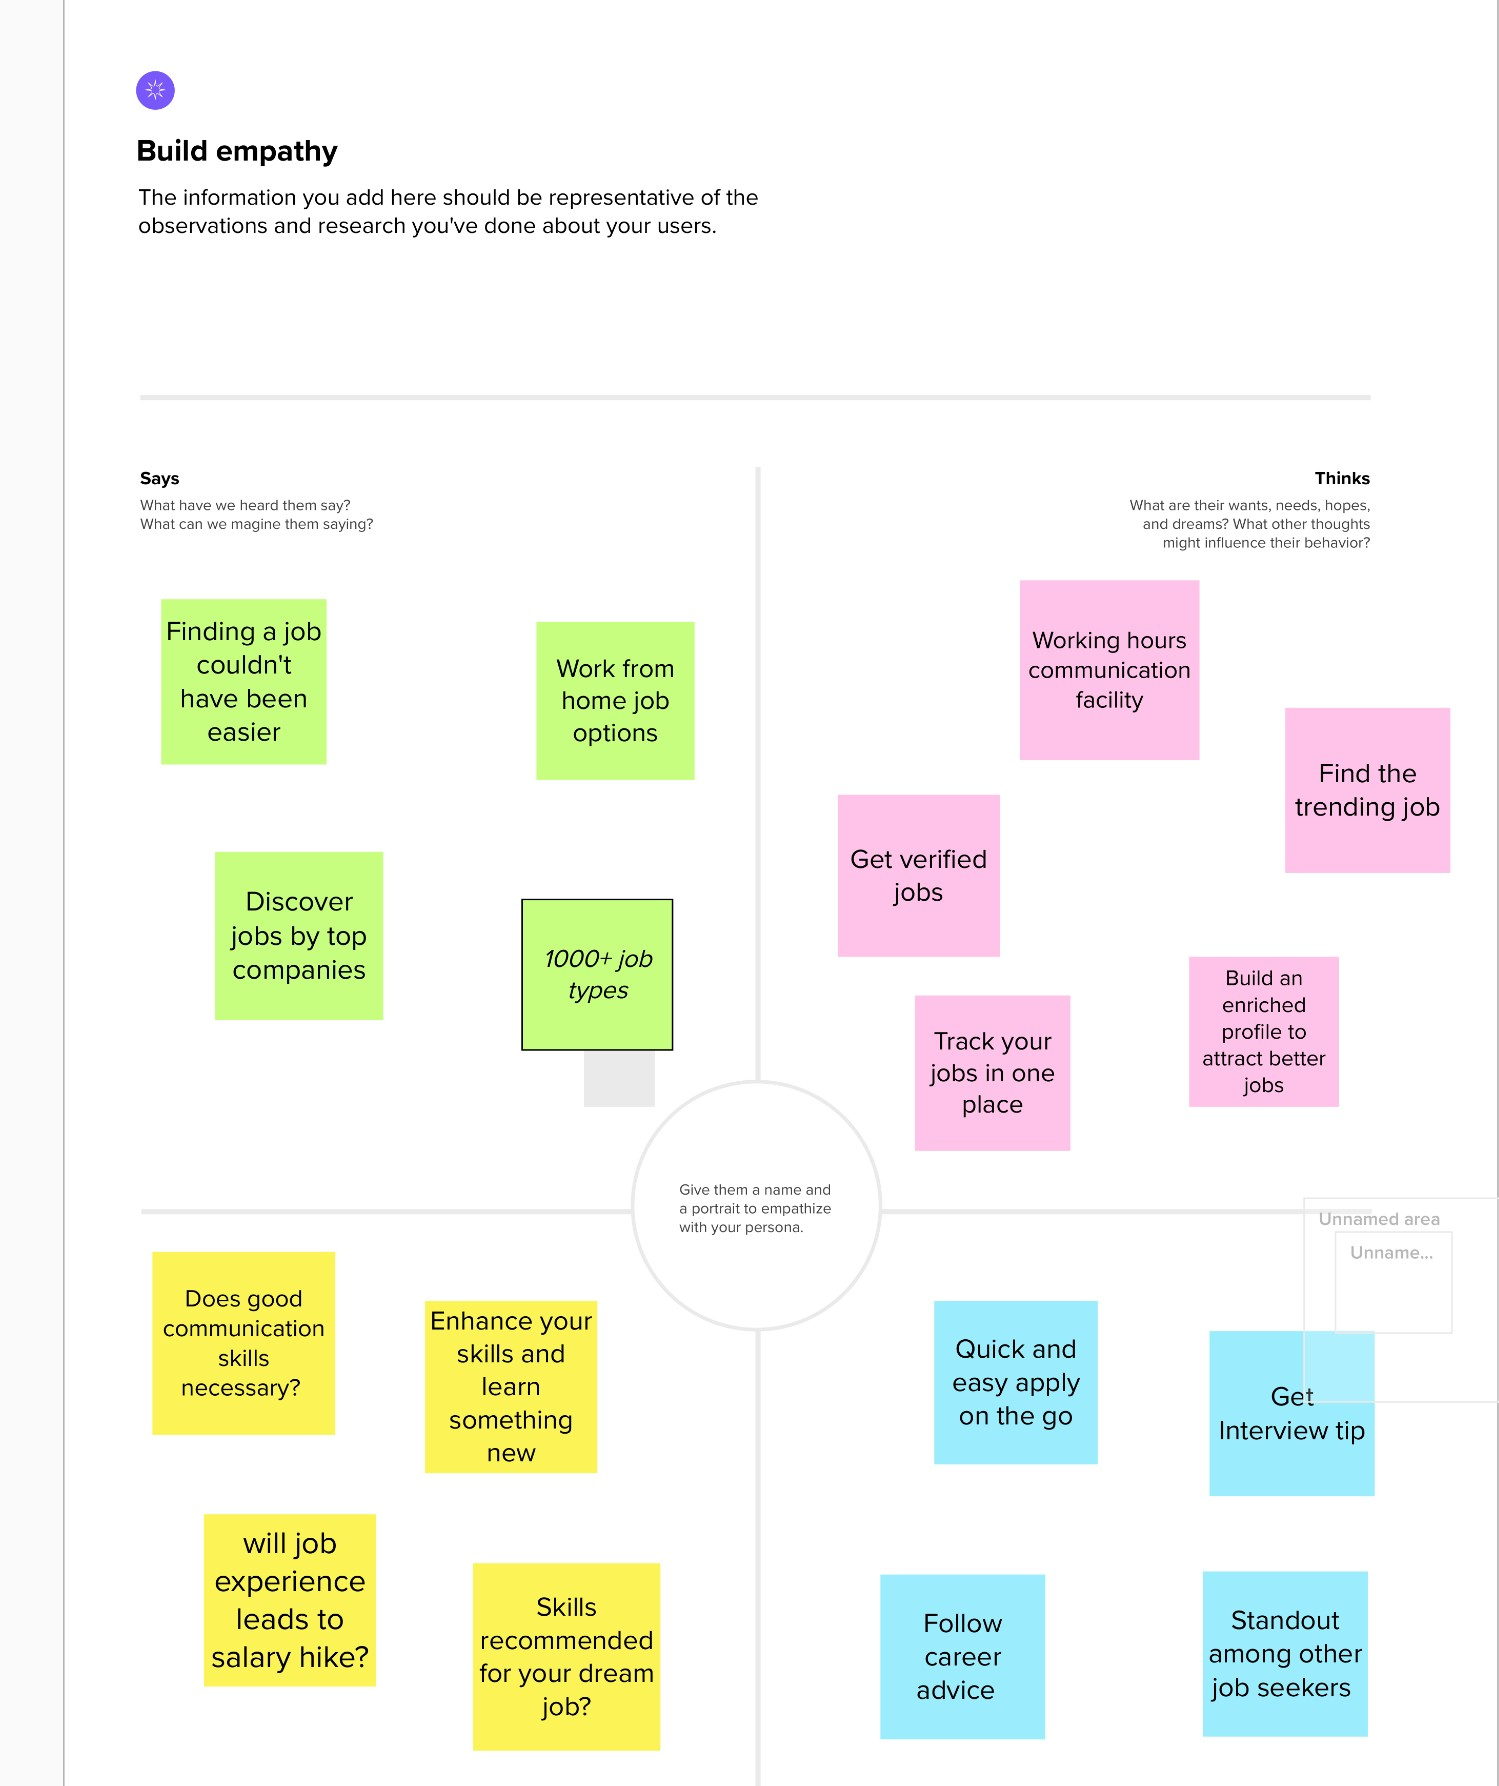 Build empathy
The information you add here should be representative of the
observations and research you've done about your users.
Says
What have we heard them say?
What can we magine them saying?
Thinks
What are their wants, needs, hopes,
and dreams? What other thoughts
might influence their behavior?
Finding a job
couldn't
have been
easier
Work from
home job
options
Discover
jobs by top
companies
1000+ job
types
Working hours
communication
facility
Find the
trending job
Get verified
jobs
Track your
jobs in one
place
Build an
enriched
profile to
attract better
jobs
Give them a name and
a portrait to empathize
with your persona.
Unnamed area
Unname...
Does good
communication
skills
necessary?
Enhance your
skills and
learn
something
new
will job
experience
leads to
salary hike?
Skills
recommended
for your dream
job?
Quick and
easy apply
on the go
Get
Interview tip
Follow
career
advice
Standout
among other
job seekers